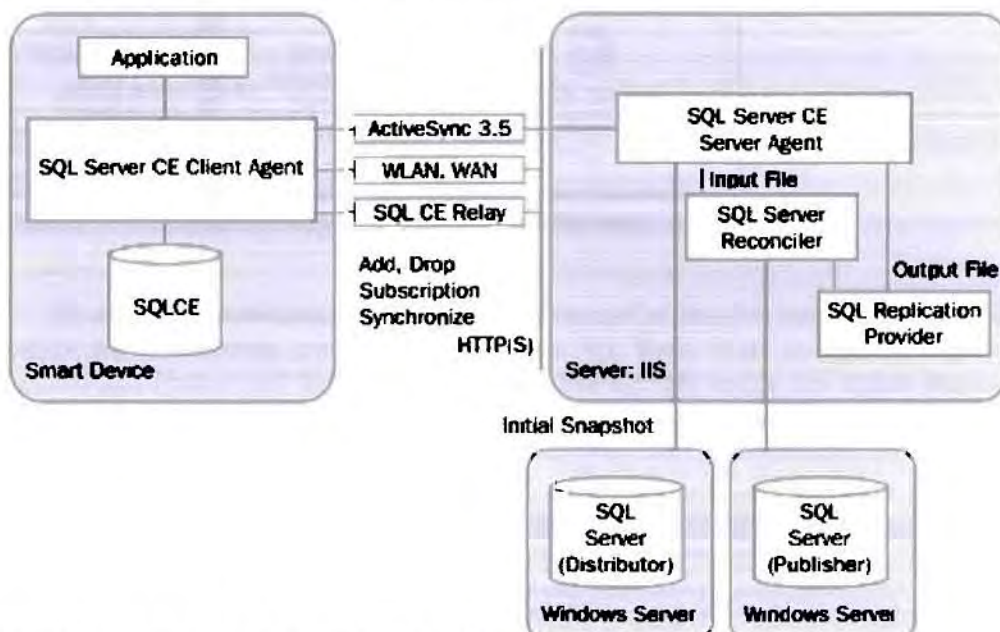 Application
SQL Server CE Client Agent
SQLCE
Smart Device
ActiveSync 3.5
WLAN, WAN
SQL CE Relay
Add, Drop
Subscription
Synchronize
HTTP(S)
SQL Server CE
Server Agent
Input File
SQL Server
Reconciler
Output File
SQL Replication
Provider
Server: IIS
Initial Snapshot
SQL
Server
(Distributor)
Windows Server
SQL
Server
(Publisher)
Windows Server